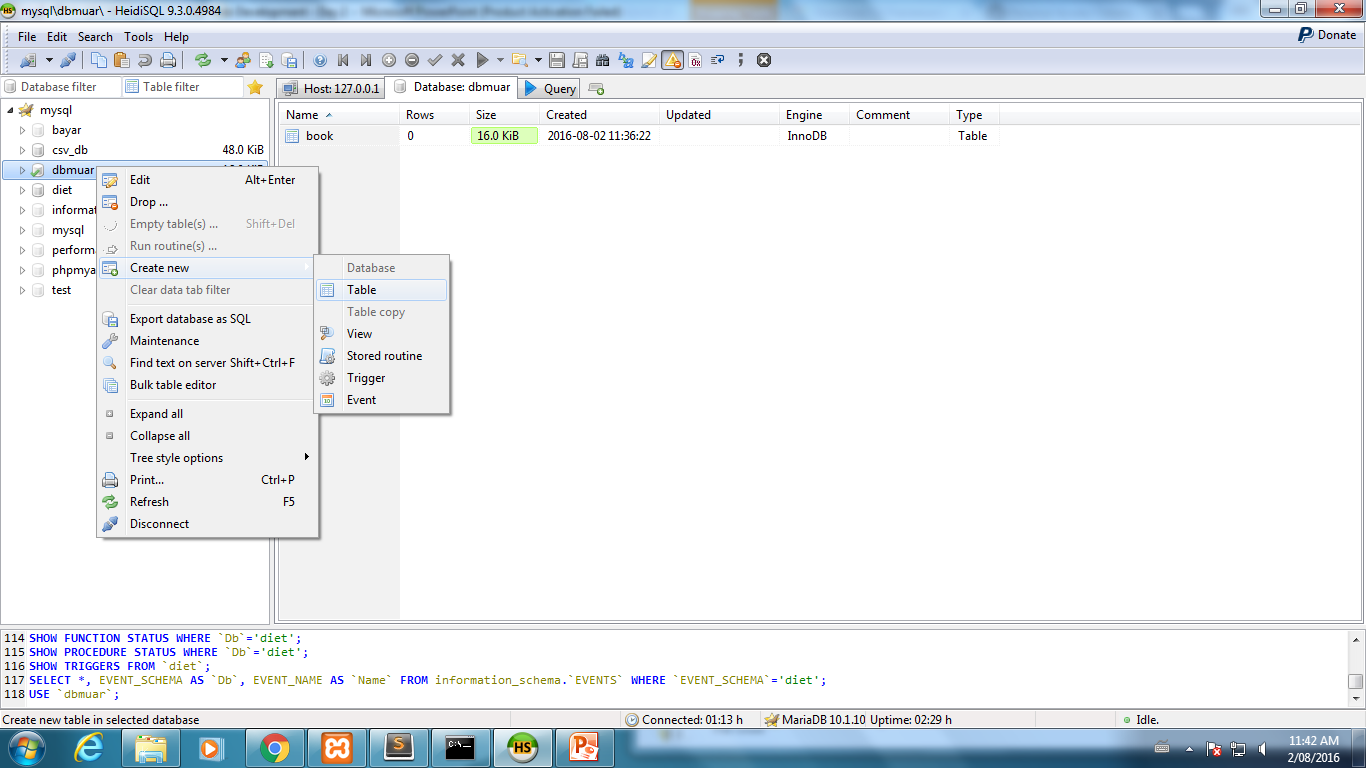 mysql\dbmuar\ - HeidiSQL 9.3.0.4984
File Edit Search Tools Help
Donate
Database filter Table filter
Host: 127.0.0.1 Database: dbmuar Query
mysql
bayar
csv_db 48.0 KiB
dbmuar
diet
informat
mysql
perform
phpmya
test
Name Rows Size Created Updated Engine Comment Type
book 0 16.0 KiB 2016-08-02 11:36:22 InnoDB Table
Edit Alt+Enter
Drop ...
Empty table(s) ... Shift+Del
Run routine(s) ...
Create new
Clear data tab filter
Export database as SQL
Maintenance
Find text on server Shift+Ctrl+F
Bulk table editor
Expand all
Collapse all
Tree style options
Print... Ctrl+P
Refresh F5
Disconnect
Database
Table
Table copy
View
Stored routine
Trigger
Event
114 SHOW FUNCTION STATUS WHERE `Db`='diet';
115 SHOW PROCEDURE STATUS WHERE `Db`='diet';
116 SHOW TRIGGERS FROM `diet`;
117 SELECT *, EVENT_SCHEMA AS `Db`, EVENT_NAME AS `Name` FROM information_schema.`EVENTS` WHERE `EVENT_SCHEMA`='diet';
118 USE `dbmuar`;
Create new table in selected database
Connected: 01:13 h
MariaDB 10.1.10 Uptime: 02:29 h
Idle.
11:42 AM
2/08/2016